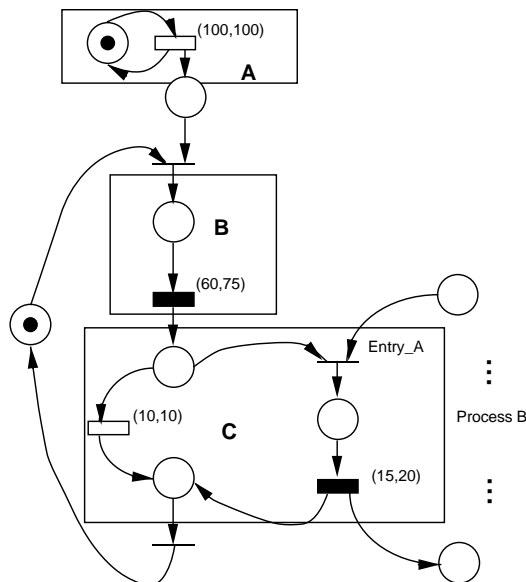 (100,100)
A
B
(60,75)
Entry_A
(10,10)
C
Process B
(15,20)